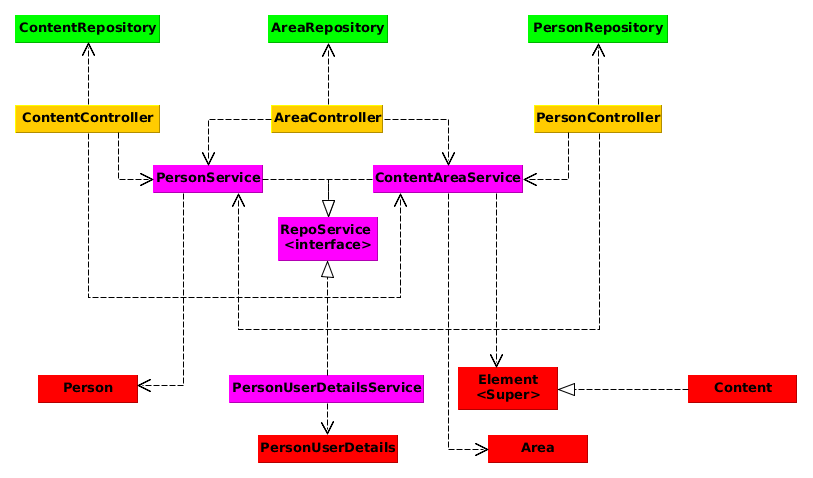 ContentRepository
AreaRepository
PersonRepository
ContentController
AreaController
PersonController
PersonService
ContentAreaService
RepoService
<interface>
Person
PersonUserDetailsService
Element
<Super>
Content
PersonUserDetails
Area